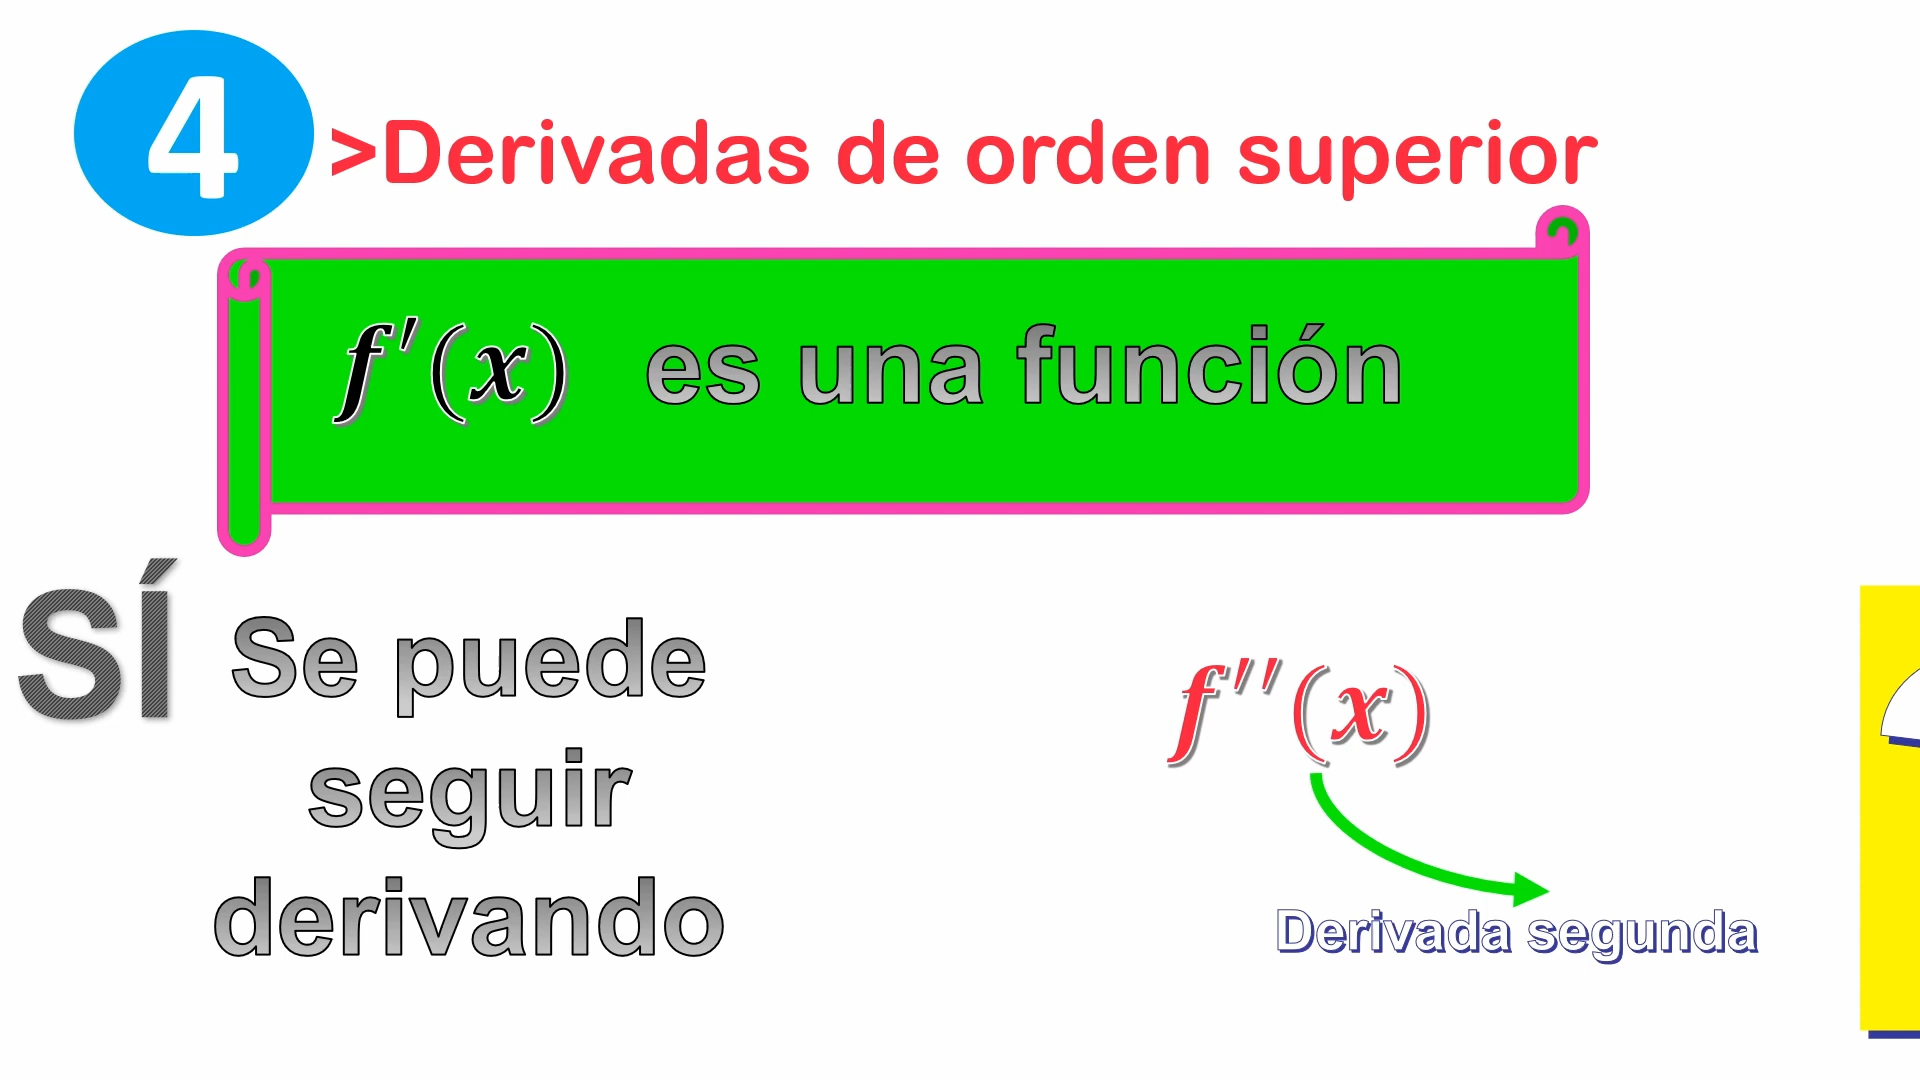 4
>Derivadas de orden superior
f′(x) es una función
SÍ
Se puede
seguir
derivando
f′′(x)
Derivada segunda